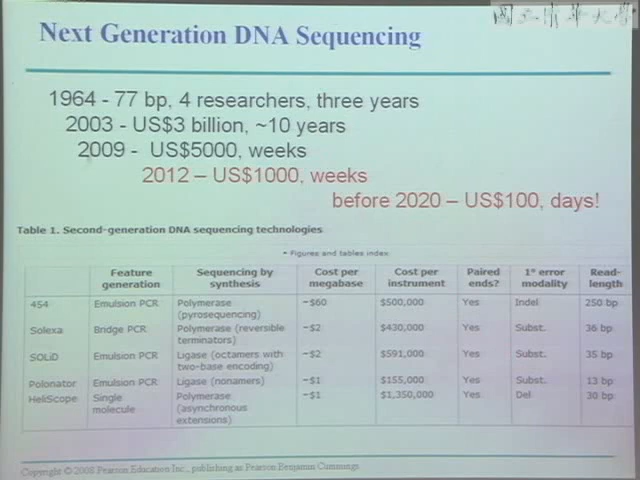 國立清華大學
Next Generation DNA Sequencing
1964 - 77 bp, 4 researchers, three years
2003 - US$3 billion, ~10 years
2009 - US$5000, weeks
2012 – US$1000, weeks
before 2020 – US$100, days!
Table 1. Second-generation DNA sequencing technologies
Figures and tables index
Feature generation Sequencing by synthesis Cost per megabase Cost per instrument Paired ends? 1° error modality Read-length
454 Emulsion PCR Polymerase (pyrosequencing) ~$60 $500,000 Yes Indel 250 bp
Solexa Bridge PCR Polymerase (reversible terminators) ~$2 $430,000 Yes Subst. 36 bp
SOLiD Emulsion PCR Ligase (octamers with two-base encoding) ~$2 $591,000 Yes Subst. 35 bp
Polonator Emulsion PCR Ligase (nonamers) ~$1 $155,000 Yes Subst. 13 bp
HeliScope Single molecule Polymerase (asynchronous extensions) ~$1 $1,350,000 Yes Del 30 bp
Copyright © 2008 Pearson Education Inc., publishing as Pearson Benjamin Cummings